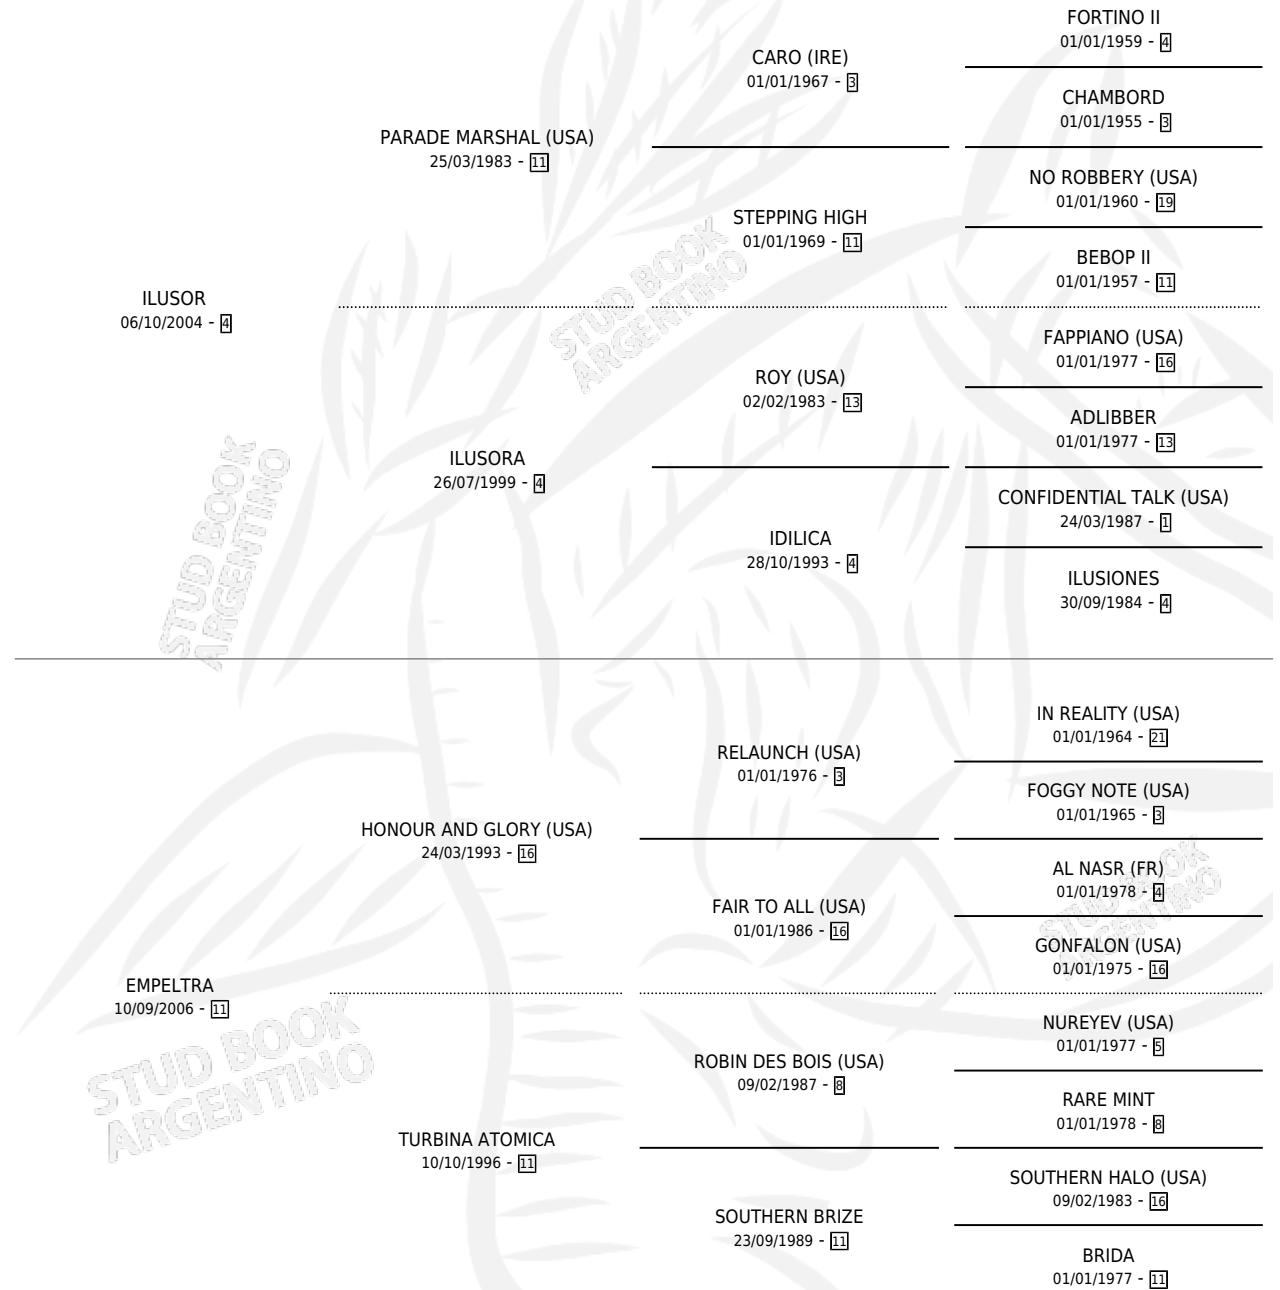 FORTINO II
01/01/1959 - 4
CARO (IRE)
01/01/1967 - 3
CHAMBORD
01/01/1955 - 3
PARADE MARSHAL (USA)
25/03/1983 - 11
NO ROBBERY (USA)
01/01/1960 - 19
STEPPING HIGH
01/01/1969 - 11
BEBOP II
01/01/1957 - 11
ILUSOR
06/10/2004 - 4
FAPPIANO (USA)
01/01/1977 - 16
ROY (USA)
02/02/1983 - 13
ADLIBBER
01/01/1977 - 13
ILUSORA
26/07/1999 - 4
CONFIDENTIAL TALK (USA)
24/03/1987 - 1
IDILICA
28/10/1993 - 4
ILUSIONES
30/09/1984 - 4
IN REALITY (USA)
01/01/1964 - 21
RELAUNCH (USA)
01/01/1976 - 3
FOGGY NOTE (USA)
01/01/1965 - 3
HONOUR AND GLORY (USA)
24/03/1993 - 16
AL NASR (FR)
01/01/1978 - 4
FAIR TO ALL (USA)
01/01/1986 - 16
GONFALON (USA)
01/01/1975 - 16
EMPELTRA
10/09/2006 - 11
NUREYEV (USA)
01/01/1977 - 5
ROBIN DES BOIS (USA)
09/02/1987 - 8
RARE MINT
01/01/1978 - 8
TURBINA ATOMICA
10/10/1996 - 11
SOUTHERN HALO (USA)
09/02/1983 - 16
SOUTHERN BRIZE
23/09/1989 - 11
BRIDA
01/01/1977 - 11
STUD BOOK
ARGENTINO
STUD BOOK
ARGENTINO
STUD BOOK
ARGENTINO
STUD BOOK
ARGENTINO